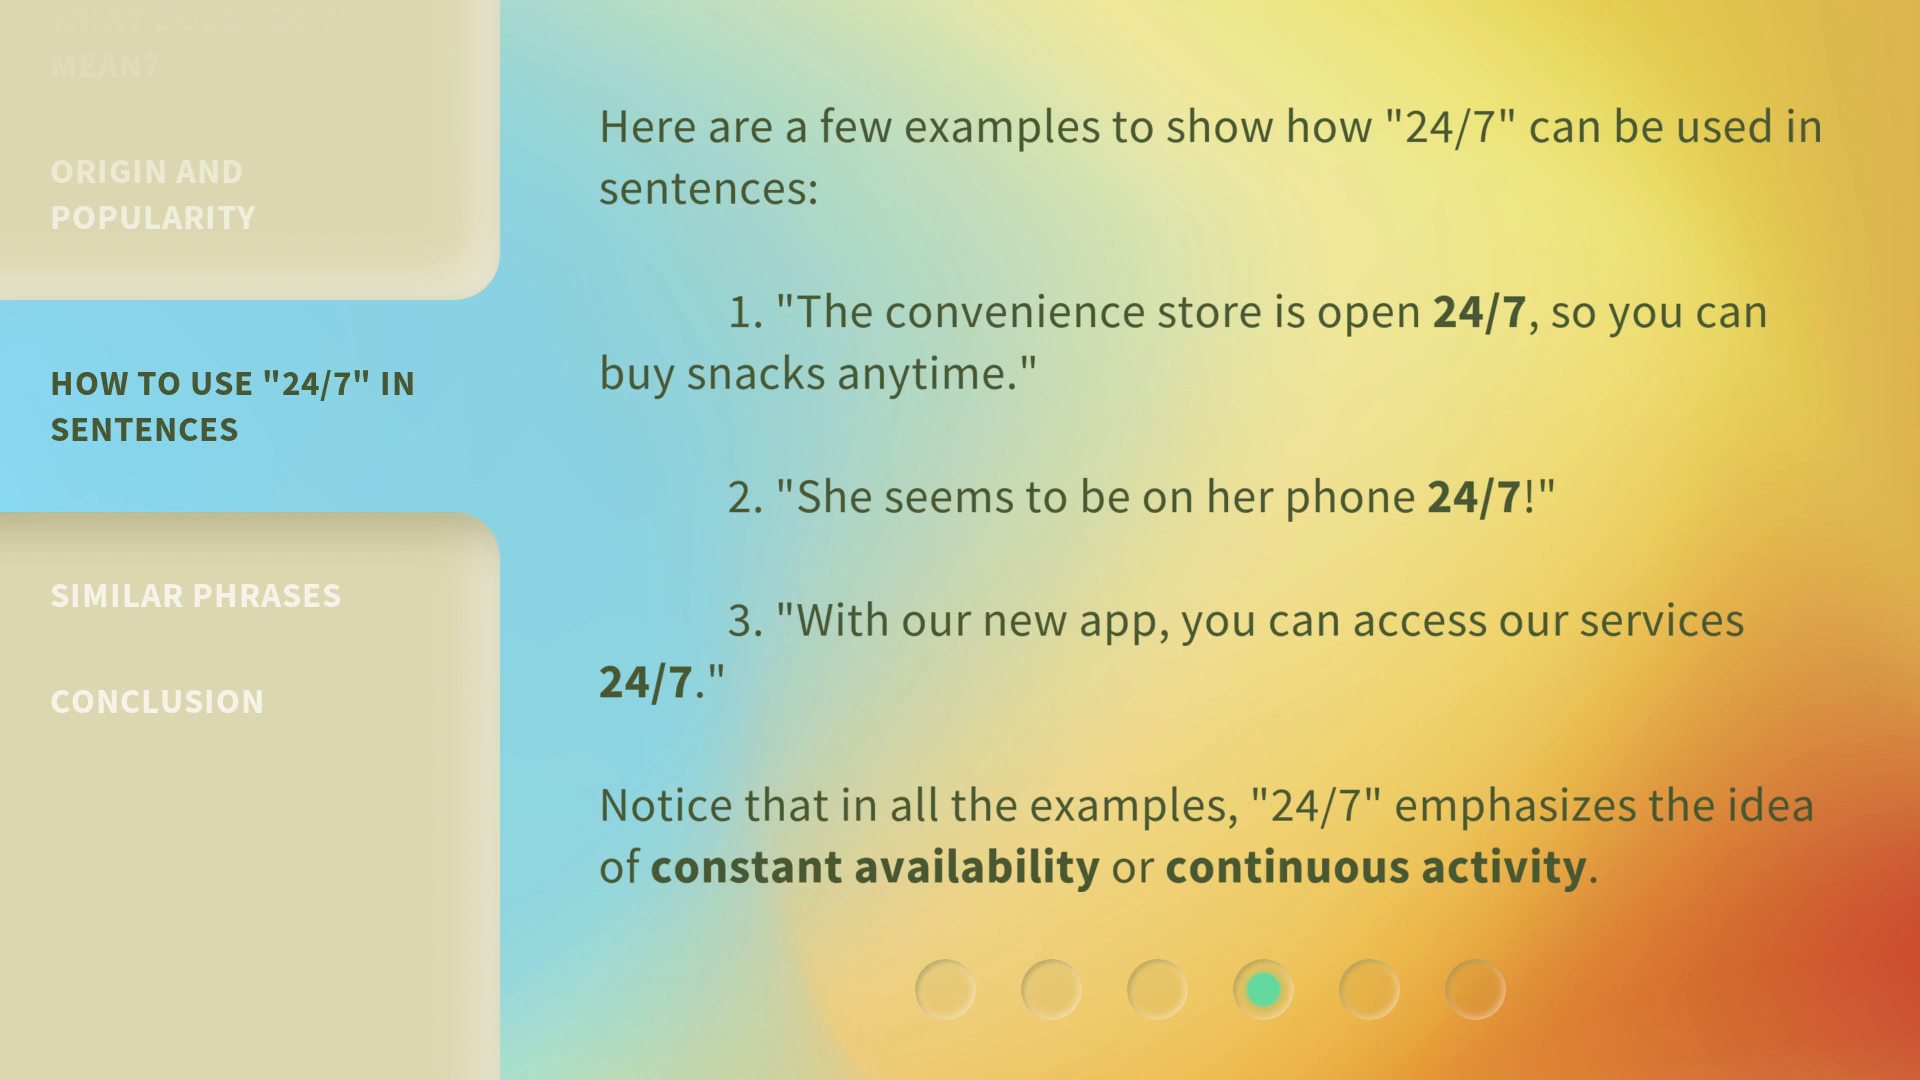 WHAT DOES "24/7"
MEAN?
ORIGIN AND
POPULARITY
HOW TO USE "24/7" IN
SENTENCES
SIMILAR PHRASES
CONCLUSION
Here are a few examples to show how "24/7" can be used in
sentences:
1. "The convenience store is open 24/7, so you can
buy snacks anytime."
2. "She seems to be on her phone 24/7!"
3. "With our new app, you can access our services
24/7."
Notice that in all the examples, "24/7" emphasizes the idea
of constant availability or continuous activity.